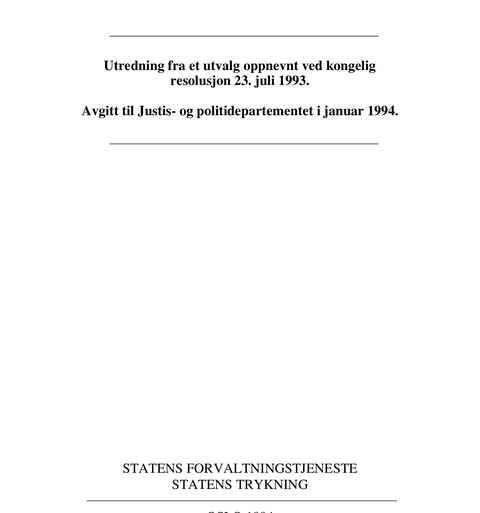 Utredning fra et utvalg oppnevnt ved kongelig
resolusjon 23. juli 1993.
Avgitt til Justis- og politidepartementet i januar 1994.
STATENS FORVALTNINGSTJENESTE
STATENS TRYKNING